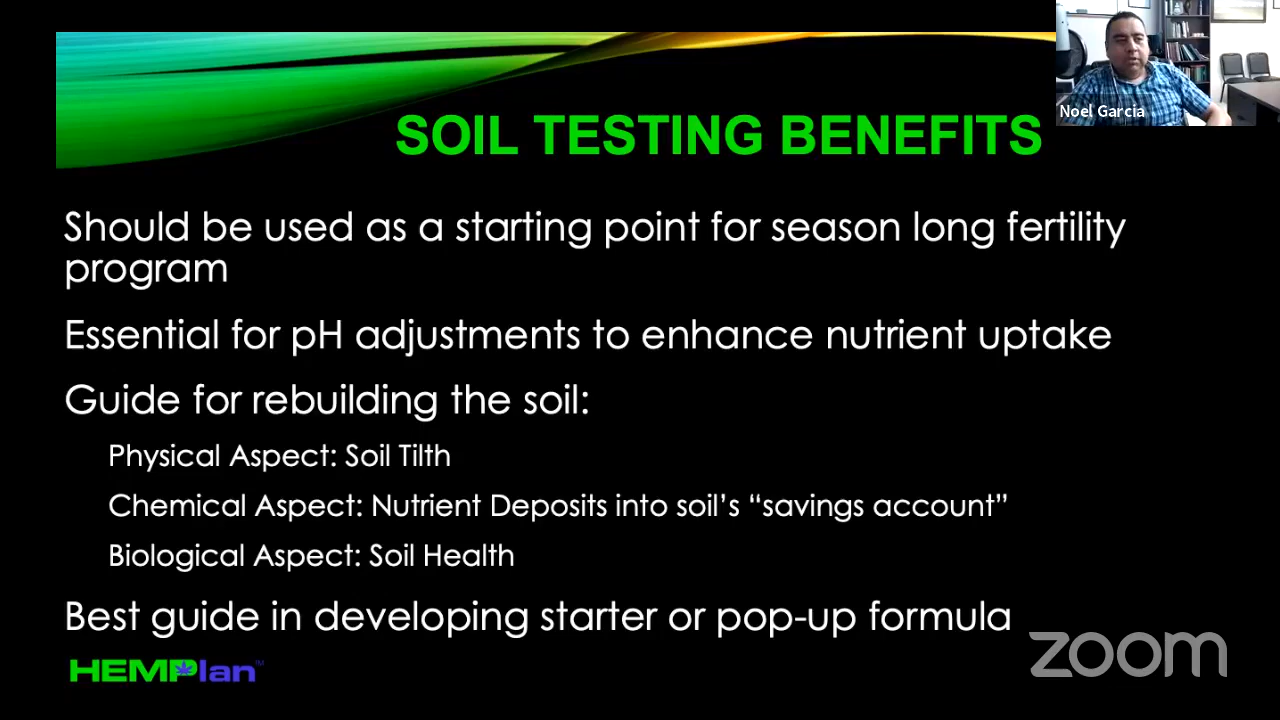 Noel Garcia
SOIL TESTING BENEFITS
Should be used as a starting point for season long fertility
program
Essential for pH adjustments to enhance nutrient uptake
Guide for rebuilding the soil:
Physical Aspect: Soil Tilth
Chemical Aspect: Nutrient Deposits into soil’s “savings account”
Biological Aspect: Soil Health
Best guide in developing starter or pop-up formula
HEMPlan™
zoom